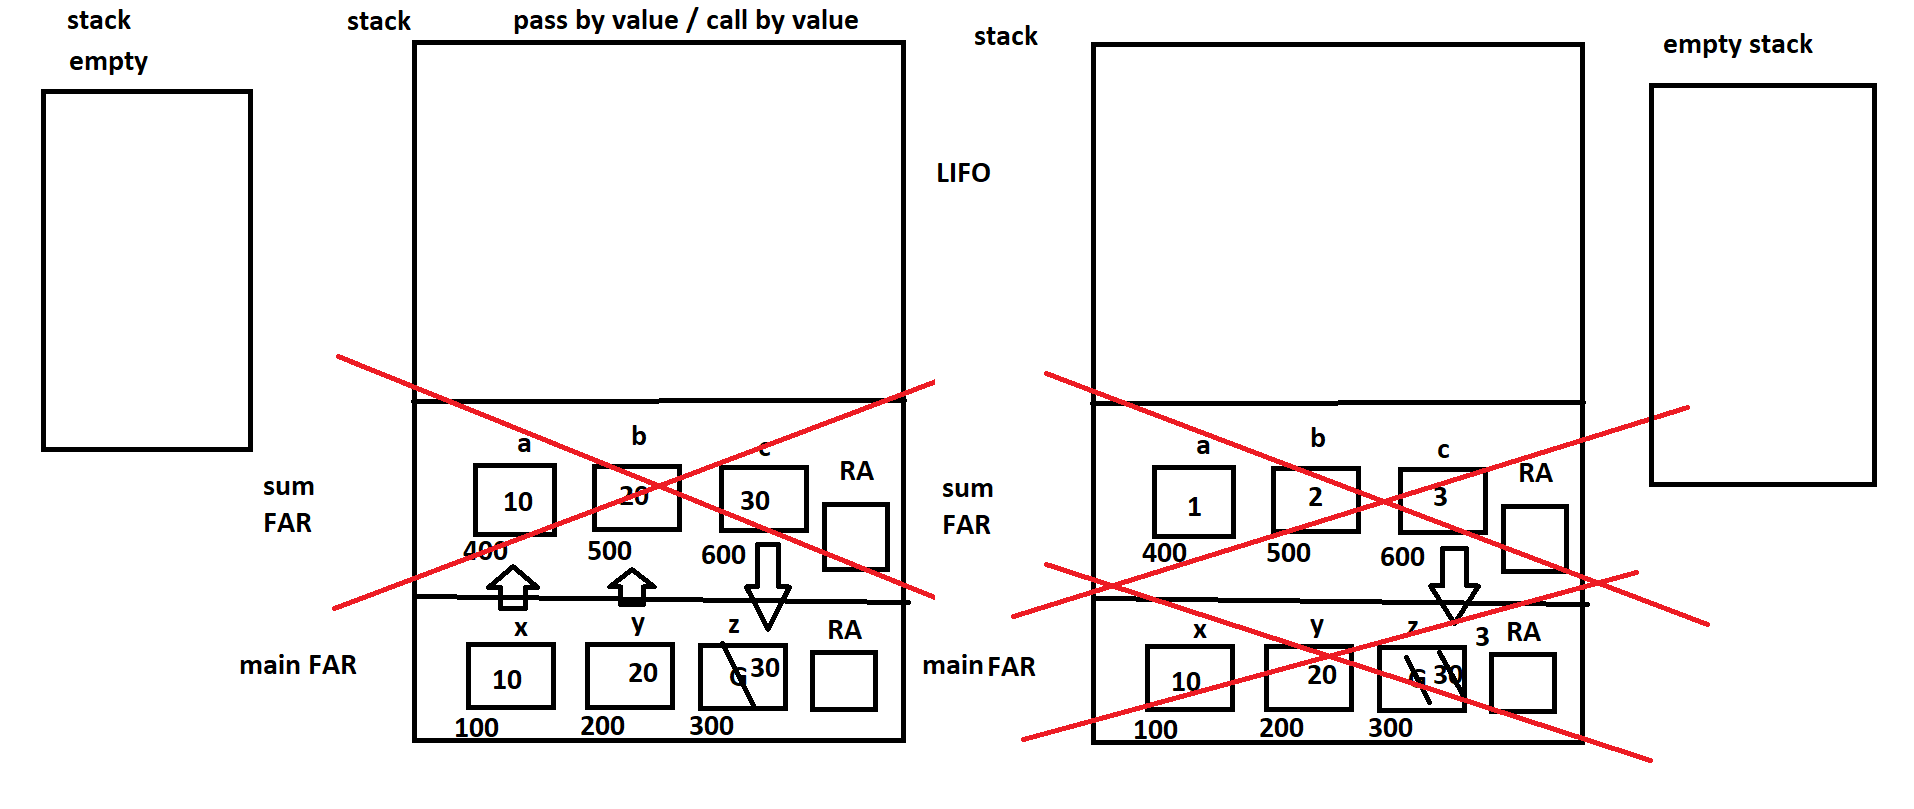 stack
empty
stack
pass by value / call by value
LIFO
a
b
c
RA
10
20
30
400
500
600
sum
FAR
x
y
z
RA
main FAR
10
20
G 30
100
200
300
stack
a
b
c
RA
1
2
3
400
500
600
sum
FAR
x
y
z
3
RA
main FAR
10
20
G 30
100
200
300
empty stack